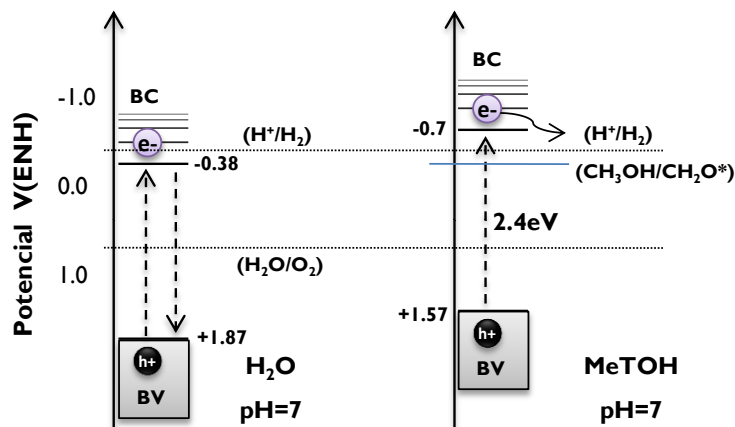 Potencial V(ENH)
-1.0
0.0
1.0
BC
e-
(H⁺/H₂)
-0.38
(H₂O/O₂)
+1.87
h+
BV
H₂O
pH=7
BC
e-
-0.7
(H⁺/H₂)
(CH₃OH/CH₂O*)
2.4eV
+1.57
h+
BV
MeTOH
pH=7